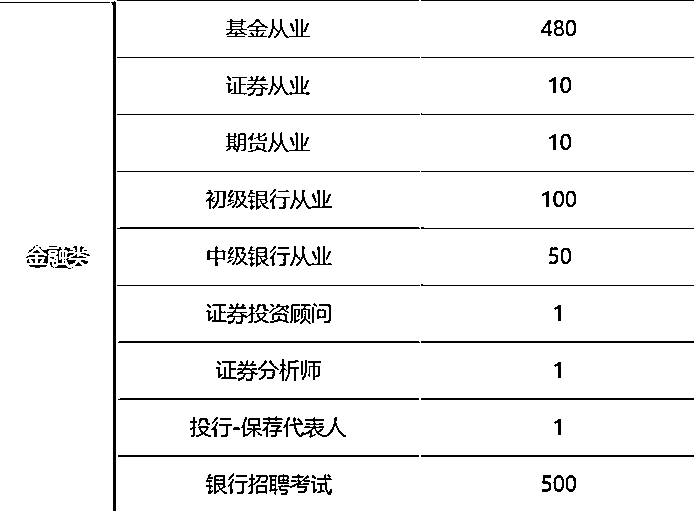 基金从业 480
证券从业 10
期货从业 10
初级银行从业 100
金融类 中级银行从业 50
证券投资顾问 1
证券分析师 1
投行-保荐代表人 1
银行招聘考试 500